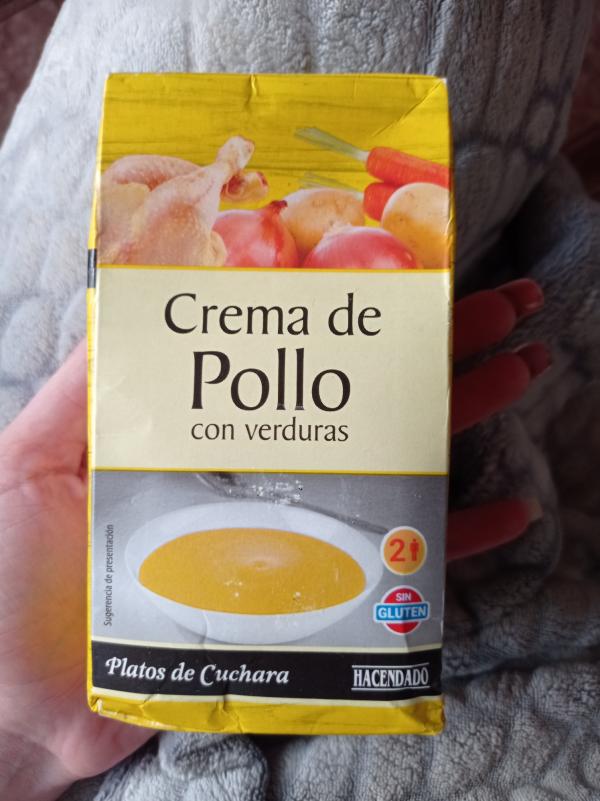 Crema de
Pollo
con verduras
Sugerencia de presentación
2
SIN
GLUTEN
Platos de Cuchara
HACENDADO